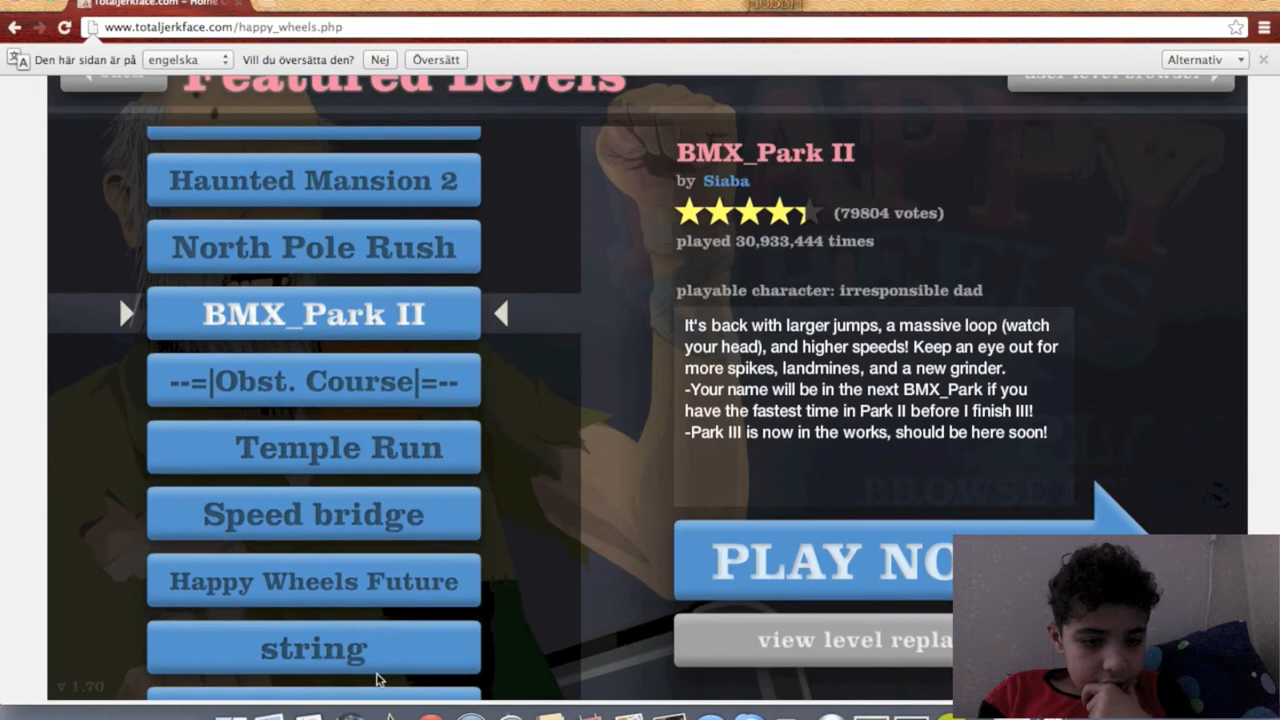 Totaljerkface.com – Home
www.totaljerkface.com/happy_wheels.php
Den här sidan är på engelska Vill du översätta den? Nej Översätt Alternativ
Featured Levels
user level browser
Haunted Mansion 2
North Pole Rush
BMX_Park II
--=|Obst. Course|=--
Temple Run
Speed bridge
Happy Wheels Future
string
v 1.70
BMX_Park II
by Siaba
(79804 votes)
played 30,933,444 times
playable character: irresponsible dad
It's back with larger jumps, a massive loop (watch
your head), and higher speeds! Keep an eye out for
more spikes, landmines, and a new grinder.
-Your name will be in the next BMX_Park if you
have the fastest time in Park II before I finish III!
-Park III is now in the works, should be here soon!
PLAY NO
view level repla